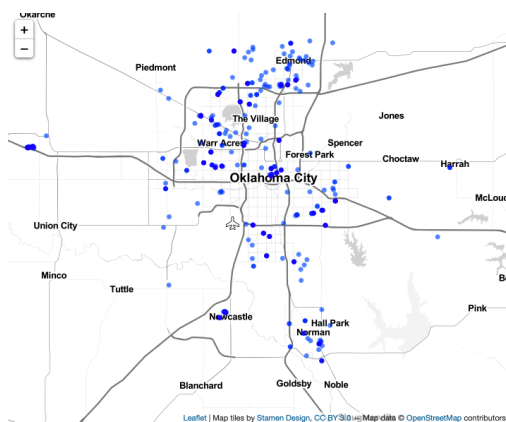 Okarche
+
−
Piedmont
Edmond
The Village
Jones
Warr Acres
Spencer
Forest Park
Choctaw
Harrah
Oklahoma City
McLoud
Union City
Minco
Tuttle
Newcastle
Hall Park
Norman
Pink
Blanchard
Goldsby
Noble
Leaflet | Map tiles by Stamen Design, CC BY 3.0 — Map data © OpenStreetMap contributors